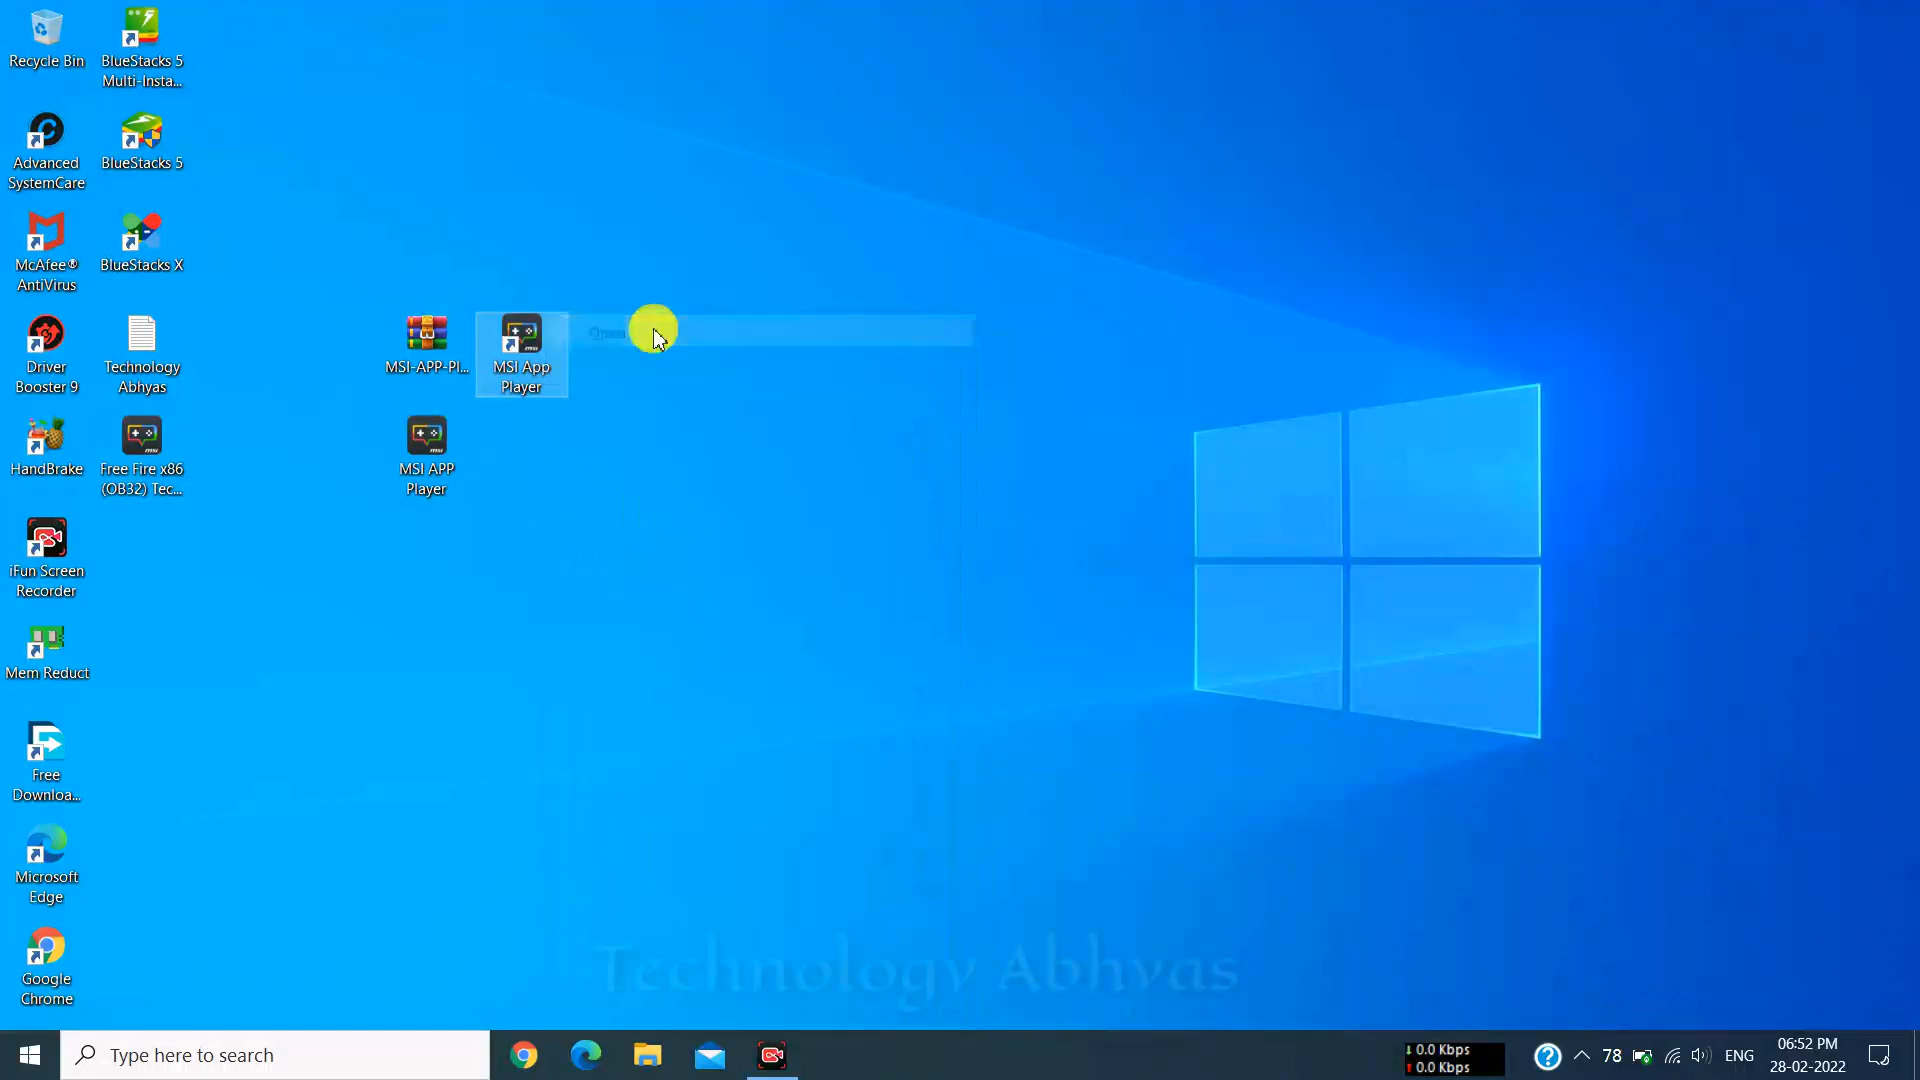 Recycle Bin
BlueStacks 5
Multi-Insta...
Advanced
SystemCare
BlueStacks 5
McAfee®
AntiVirus
BlueStacks X
Driver
Booster 9
Technology
Abhyas
MSI-APP-Pl...
MSI App
Player
Open
HandBrake
Free Fire x86
(OB32) Tec...
MSI APP
Player
iFun Screen
Recorder
Mem Reduct
Free
Downloa...
Microsoft
Edge
Google
Chrome
Technology Abhyas
Type here to search
0.0 Kbps
0.0 Kbps
78
ENG
06:52 PM
28-02-2022